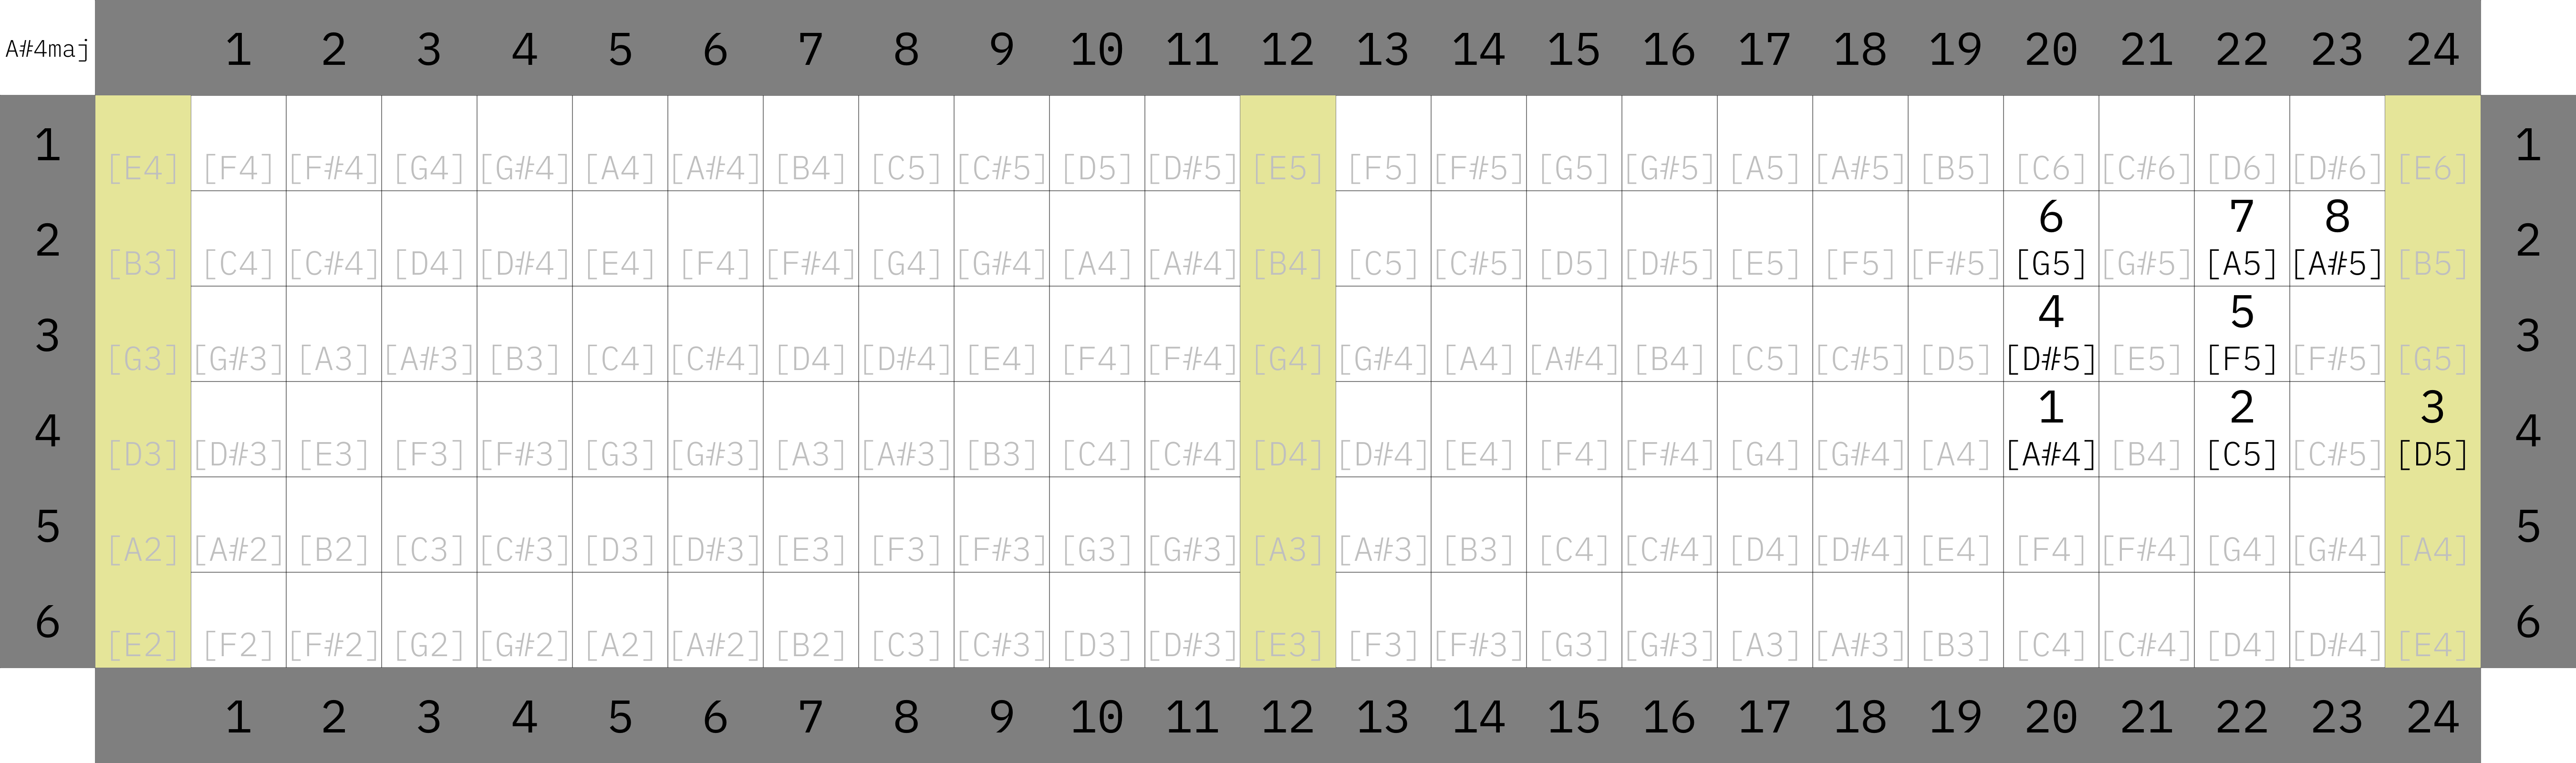 A#4maj 1 2 3 4 5 6 7 8 9 10 11 12 13 14 15 16 17 18 19 20 21 22 23 24
1 [E4] [F4] [F#4] [G4] [G#4] [A4] [A#4] [B4] [C5] [C#5] [D5] [D#5] [E5] [F5] [F#5] [G5] [G#5] [A5] [A#5] [B5] [C6] [C#6] [D6] [D#6] [E6] 1
6 7 8
2 [B3] [C4] [C#4] [D4] [D#4] [E4] [F4] [F#4] [G4] [G#4] [A4] [A#4] [B4] [C5] [C#5] [D5] [D#5] [E5] [F5] [F#5] [G5] [G#5] [A5] [A#5] [B5] 2
4 5
3 [G3] [G#3] [A3] [A#3] [B3] [C4] [C#4] [D4] [D#4] [E4] [F4] [F#4] [G4] [G#4] [A4] [A#4] [B4] [C5] [C#5] [D5] [D#5] [E5] [F5] [F#5] [G5] 3
1 2 3
4 [D3] [D#3] [E3] [F3] [F#3] [G3] [G#3] [A3] [A#3] [B3] [C4] [C#4] [D4] [D#4] [E4] [F4] [F#4] [G4] [G#4] [A4] [A#4] [B4] [C5] [C#5] [D5] 4
5 [A2] [A#2] [B2] [C3] [C#3] [D3] [D#3] [E3] [F3] [F#3] [G3] [G#3] [A3] [A#3] [B3] [C4] [C#4] [D4] [D#4] [E4] [F4] [F#4] [G4] [G#4] [A4] 5
6 [E2] [F2] [F#2] [G2] [G#2] [A2] [A#2] [B2] [C3] [C#3] [D3] [D#3] [E3] [F3] [F#3] [G3] [G#3] [A3] [A#3] [B3] [C4] [C#4] [D4] [D#4] [E4] 6
1 2 3 4 5 6 7 8 9 10 11 12 13 14 15 16 17 18 19 20 21 22 23 24